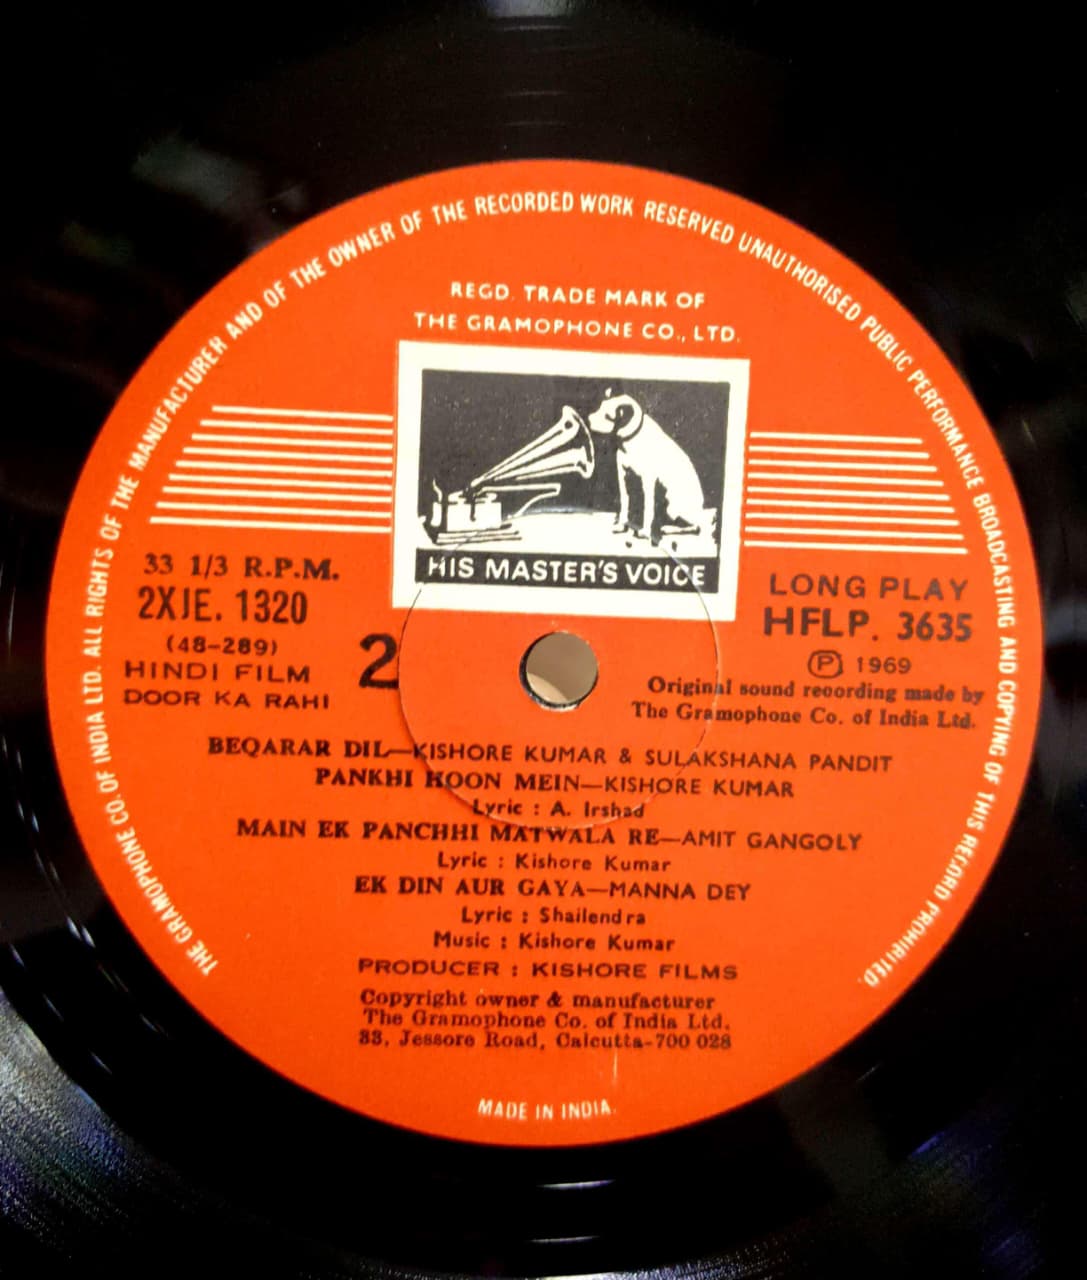 THE GRAMOPHONE CO. OF INDIA LTD. ALL RIGHTS OF THE MANUFACTURER AND OF THE OWNER OF THE RECORDED WORK RESERVED UNAUTHORISED PUBLIC PERFORMANCE BROADCASTING AND COPYING OF THIS RECORD PROHIBITED.
REGD. TRADE MARK OF
THE GRAMOPHONE CO., LTD.
HIS MASTER'S VOICE
33 1/3 R.P.M.
2XJE. 1320
(48-289)
HINDI FILM
DOOR KA RAHI
2
LONG PLAY
HFLP. 3635
Ⓟ 1969
Original sound recording made by
The Gramophone Co. of India Ltd.
BEQARAR DIL—KISHORE KUMAR & SULAKSHANA PANDIT
PANKHI HOON MEIN—KISHORE KUMAR
Lyric : A. Irshad
MAIN EK PANCHHI MATWALA RE—AMIT GANGOLY
Lyric : Kishore Kumar
EK DIN AUR GAYA—MANNA DEY
Lyric : Shailendra
Music : Kishore Kumar
PRODUCER : KISHORE FILMS
Copyright owner & manufacturer
The Gramophone Co. of India Ltd.
33, Jessore Road, Calcutta-700 028
MADE IN INDIA.